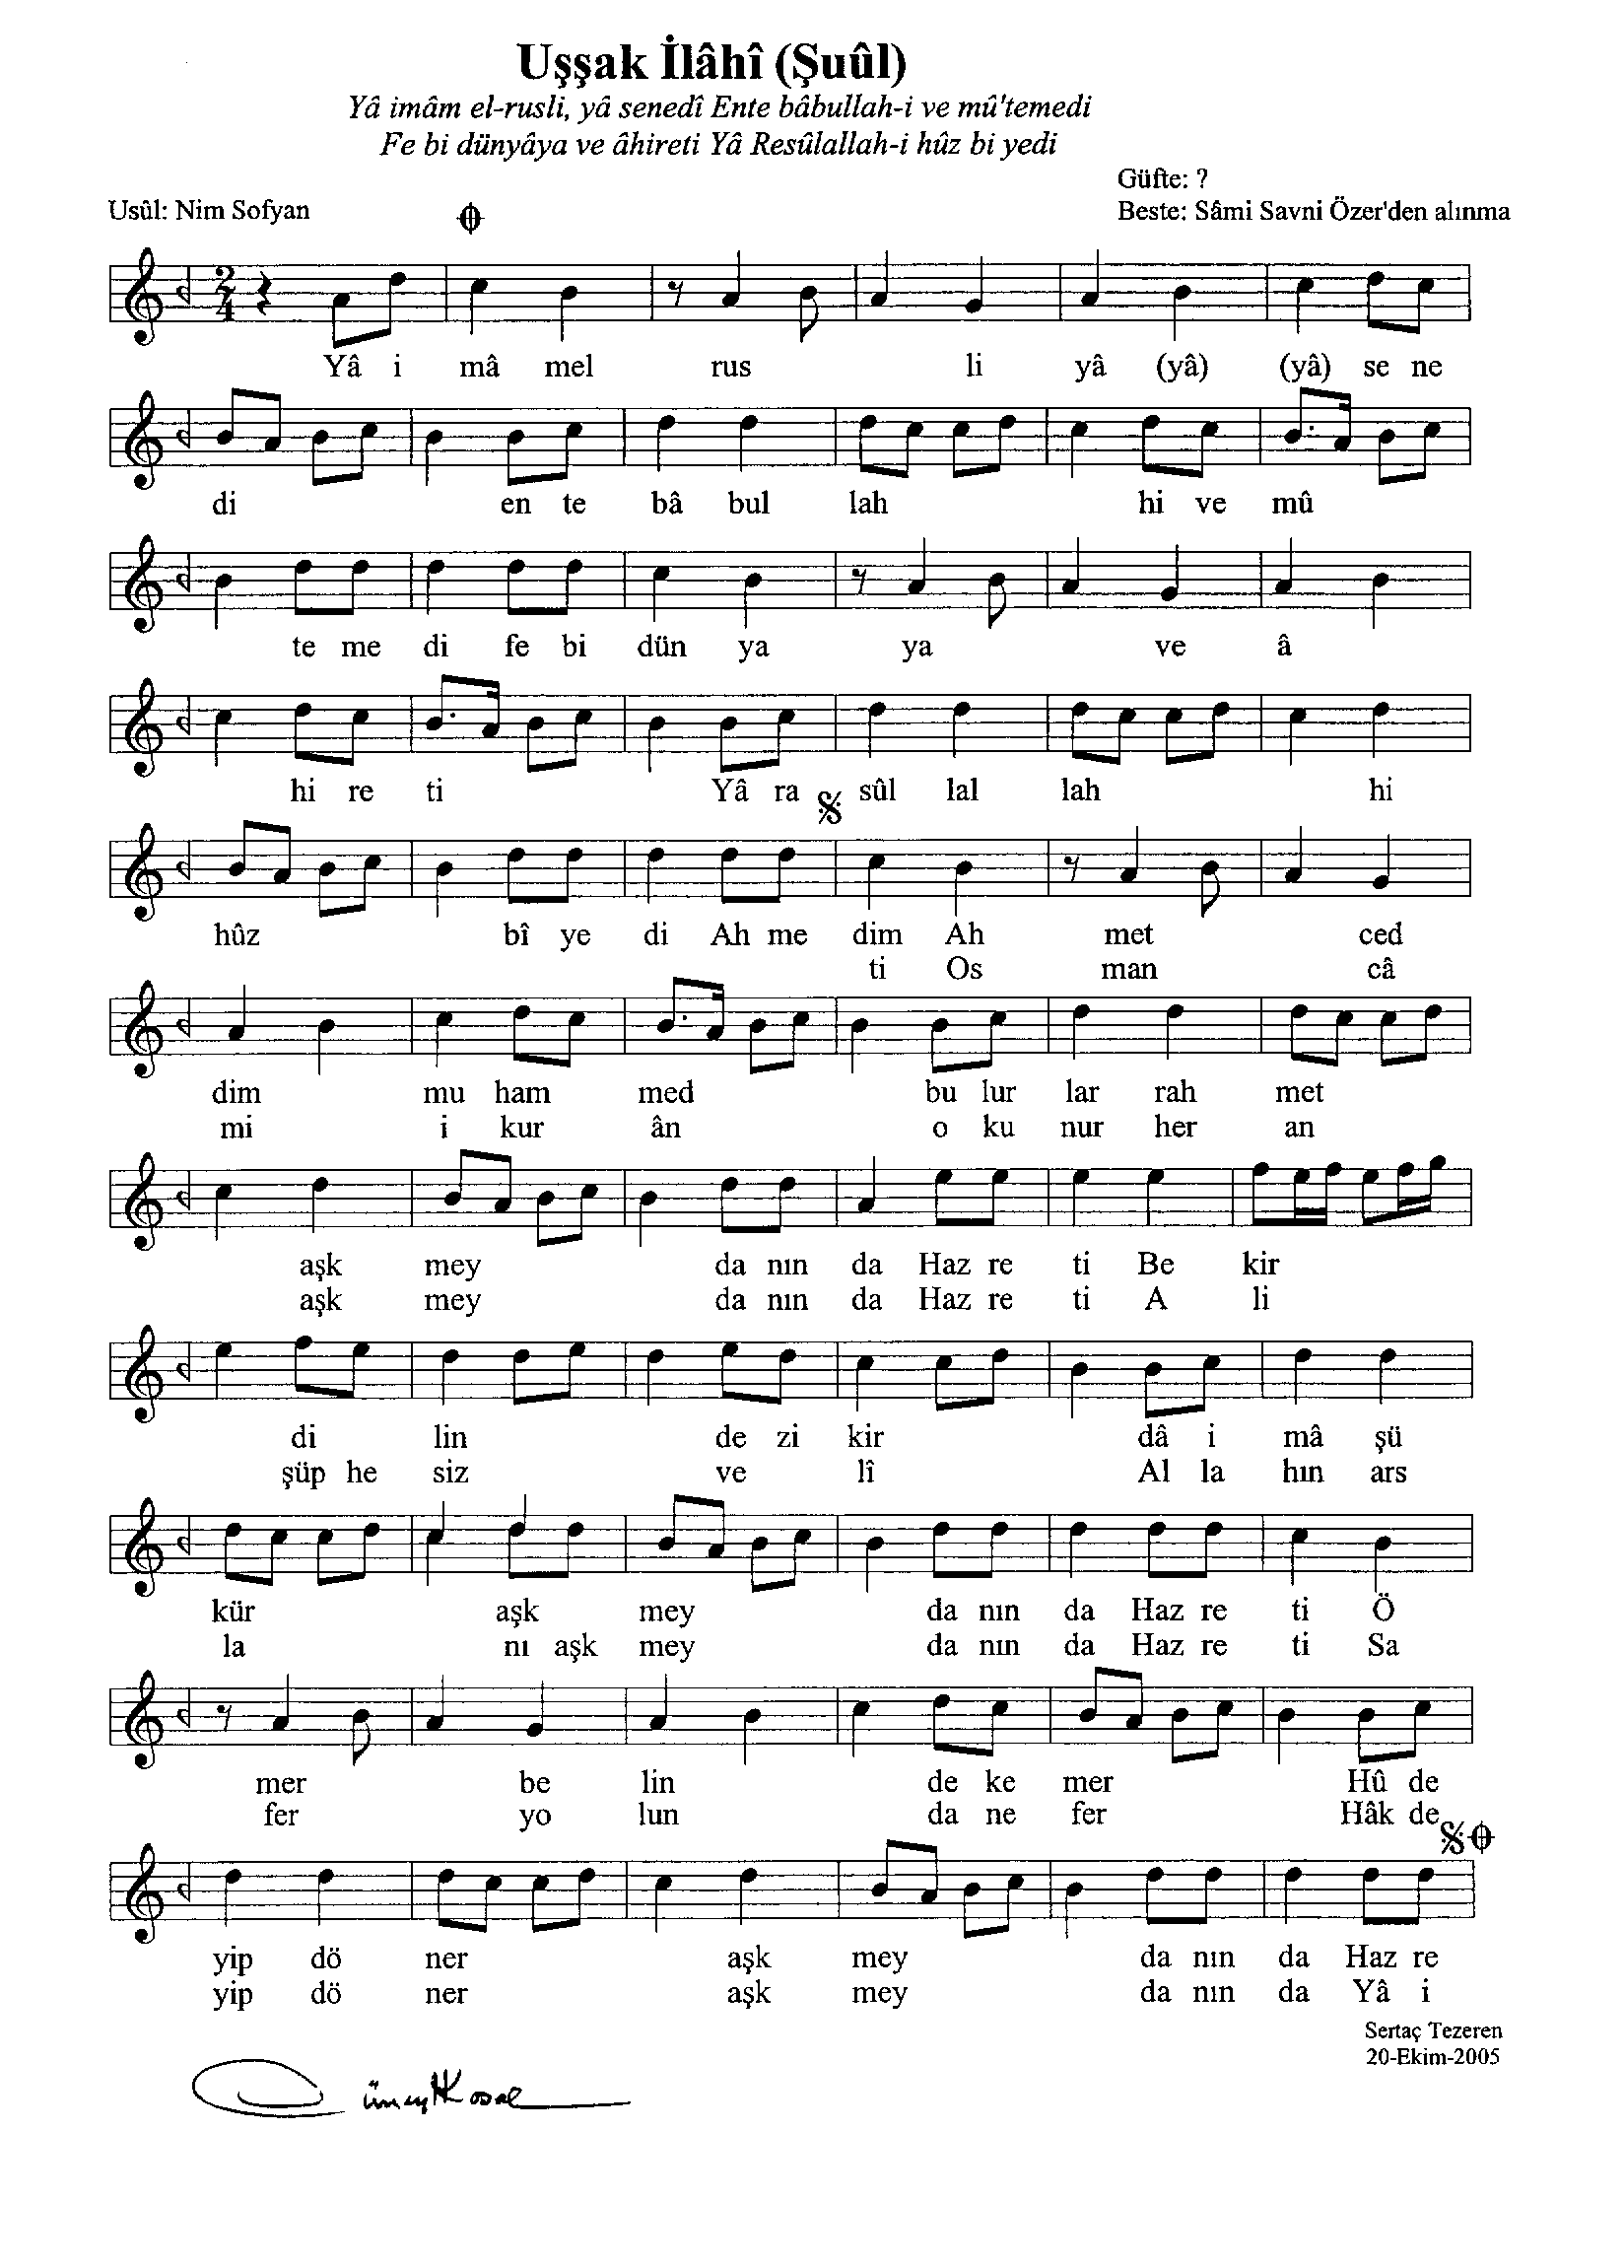 Uşşak İlâhî (Şuûl)
Yâ imâm el-rusli, yâ senedî Ente bâbullah-i ve mû'temedi
Fe bi dünyâya ve âhireti Yâ Resûlallah-i hûz bi yedi
Güfte: ?
Usûl: Nim Sofyan
Beste: Sâmi Savni Özer'den alınma
2
4
Yâ i mâ mel rus li yâ (yâ) (yâ) se ne
di en te bâ bul lah hi ve mû
te me di fe bi dün ya ya ve â
hi re ti Yâ ra sûl lal lah hi
hûz bî ye di Ah me dim Ah met ced
ti Os man câ
dim mu ham med bu lur lar rah met
mi i kur ân o ku nur her an
aşk mey da nın da Haz re ti Be kir
aşk mey da nın da Haz re ti A li
di lin de zi kir dâ i mâ şü
şüp he siz ve lî Al la hın ars
kür aşk mey da nın da Haz re ti Ö
la nı aşk mey da nın da Haz re ti Sa
mer be lin de ke mer Hû de
fer yo lun da ne fer Hâk de
yip dö ner aşk mey da nın da Haz re
yip dö ner aşk mey da nın da Yâ i
Sertaç Tezeren
20-Ekim-2005